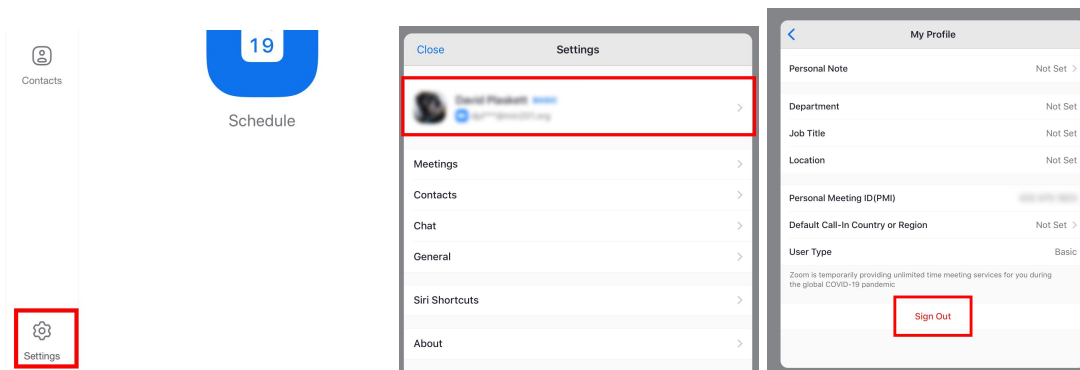 Contacts
19
Schedule
Settings
Close
Settings
Meetings
Contacts
Chat
General
Siri Shortcuts
About
My Profile
Personal Note
Not Set
Department
Not Set
Job Title
Not Set
Location
Not Set
Personal Meeting ID(PMI)
Default Call-In Country or Region
Not Set
User Type
Basic
Zoom is temporarily providing unlimited time meeting services for you during
the global COVID-19 pandemic
Sign Out